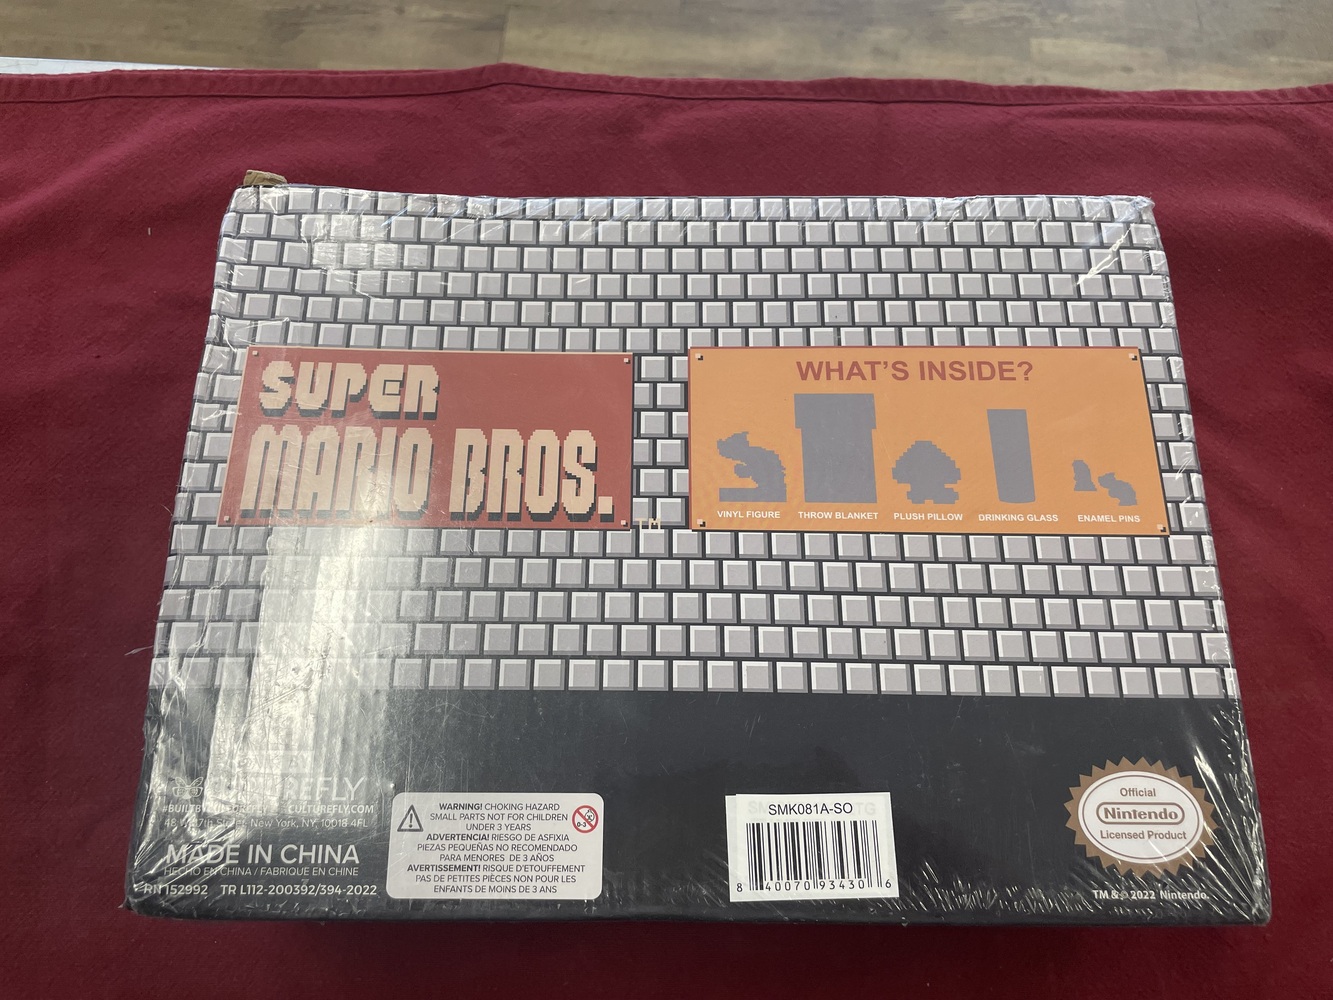 SUPER
MARIO BROS.
TM
WHAT'S INSIDE?
VINYL FIGURE THROW BLANKET PLUSH PILLOW DRINKING GLASS ENAMEL PINS
CULTUREFLY
CULTUREFLY.COM
New York, NY, 10018
MADE IN CHINA
HECHO EN CHINA / FABRIQUE EN CHINE
RN 152992 TR L112-200392/394-2022
WARNING! CHOKING HAZARD
SMALL PARTS NOT FOR CHILDREN
UNDER 3 YEARS
ADVERTENCIA! RIESGO DE ASFIXIA
PIEZAS PEQUEÑAS NO RECOMENDADO
PARA MENORES DE 3 AÑOS
AVERTISSEMENT! RISQUE D'ETOUFFEMENT
PAS DE PETITES PIÈCES NON POUR LES
ENFANTS DE MOINS DE 3 ANS
0-3
SMK081A-SO
8 40070 93430 6
Official
Nintendo
Licensed Product
TM & © 2022 Nintendo.